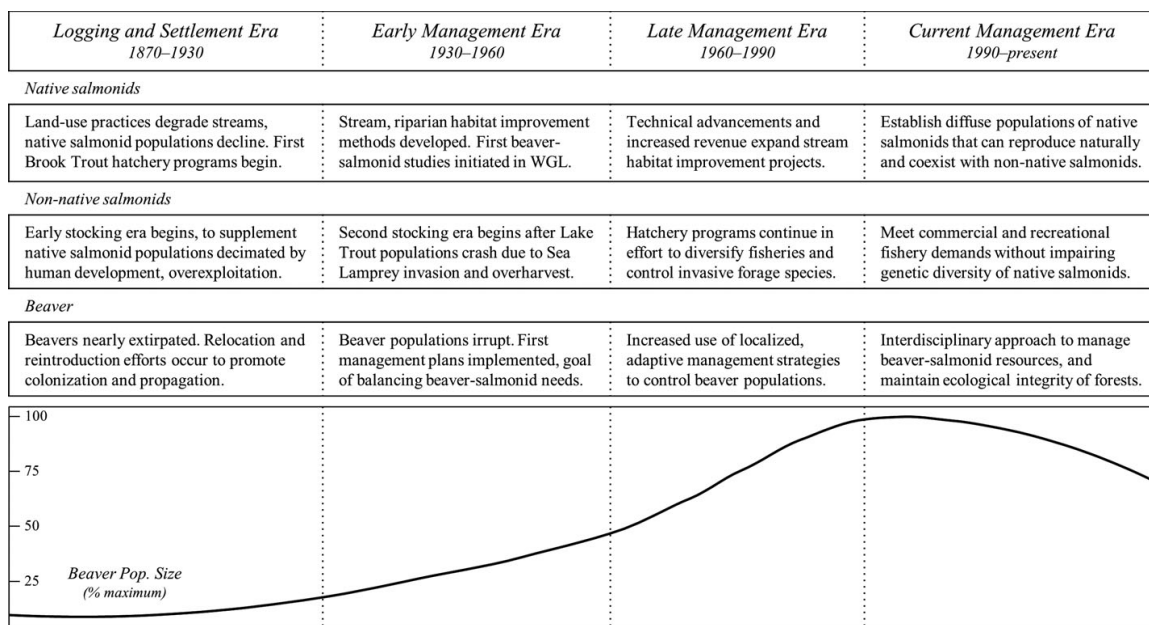 Logging and Settlement Era
1870–1930
Early Management Era
1930–1960
Late Management Era
1960–1990
Current Management Era
1990–present
Native salmonids
Land-use practices degrade streams,
native salmonid populations decline. First
Brook Trout hatchery programs begin.
Stream, riparian habitat improvement
methods developed. First beaver-
salmonid studies initiated in WGL.
Technical advancements and
increased revenue expand stream
habitat improvement projects.
Establish diffuse populations of native
salmonids that can reproduce naturally
and coexist with non-native salmonids.
Non-native salmonids
Early stocking era begins, to supplement
native salmonid populations decimated by
human development, overexploitation.
Second stocking era begins after Lake
Trout populations crash due to Sea
Lamprey invasion and overharvest.
Hatchery programs continue in
effort to diversify fisheries and
control invasive forage species.
Meet commercial and recreational
fishery demands without impairing
genetic diversity of native salmonids.
Beaver
Beavers nearly extirpated. Relocation and
reintroduction efforts occur to promote
colonization and propagation.
Beaver populations irrupt. First
management plans implemented, goal
of balancing beaver-salmonid needs.
Increased use of localized,
adaptive management strategies
to control beaver populations.
Interdisciplinary approach to manage
beaver-salmonid resources, and
maintain ecological integrity of forests.
100
75
50
25
Beaver Pop. Size
(% maximum)